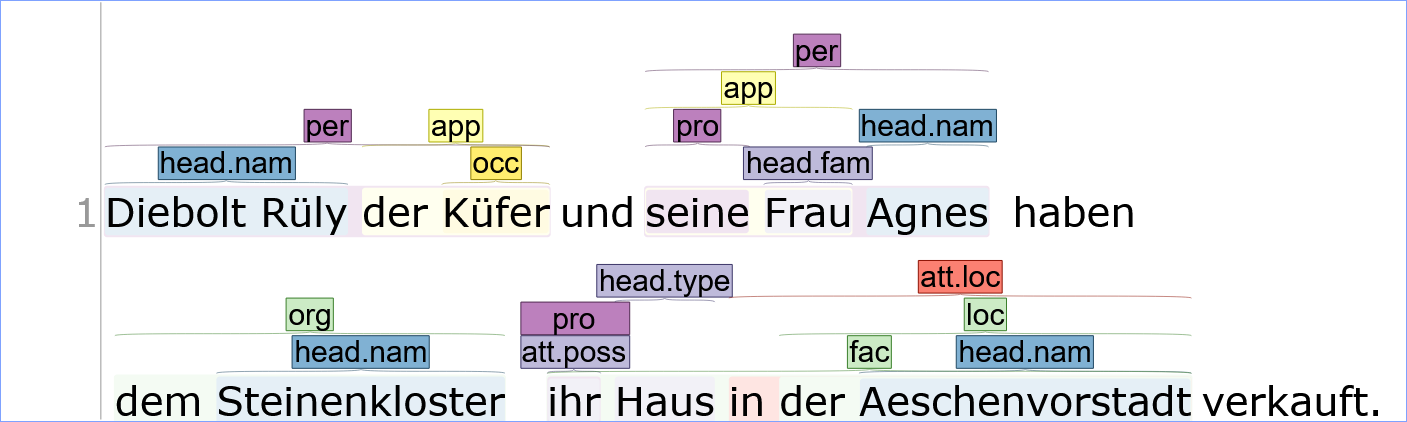 per
app
per app pro head.nam
head.nam occ head.fam
1 Diebolt Rüly der Küfer und seine Frau Agnes haben
head.type att.loc
org pro loc
head.nam att.poss fac head.nam
dem Steinenkloster ihr Haus in der Aeschenvorstadt verkauft.